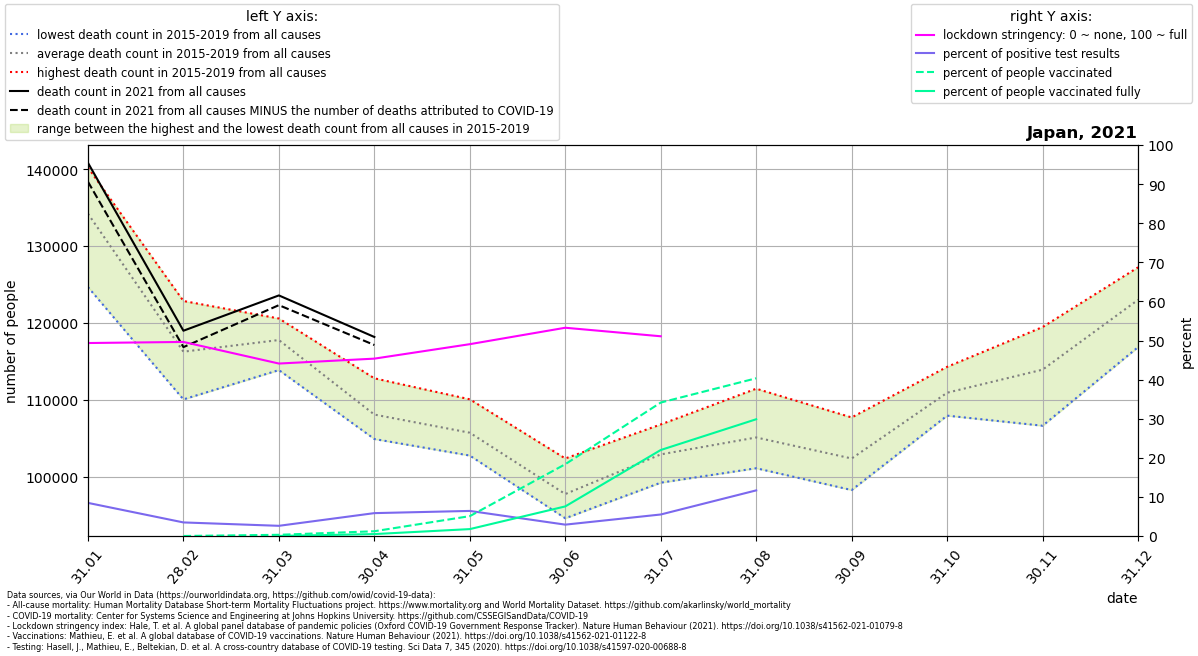 left Y axis:
lowest death count in 2015-2019 from all causes
average death count in 2015-2019 from all causes
highest death count in 2015-2019 from all causes
death count in 2021 from all causes
death count in 2021 from all causes MINUS the number of deaths attributed to COVID-19
range between the highest and the lowest death count from all causes in 2015-2019
right Y axis:
lockdown stringency: 0 ~ none, 100 ~ full
percent of positive test results
percent of people vaccinated
percent of people vaccinated fully
Japan, 2021
number of people
140000
130000
120000
110000
100000
100
90
80
70
60
50
40
30
20
10
0
percent
31.01
28.02
31.03
30.04
31.05
30.06
31.07
31.08
30.09
31.10
30.11
31.12
date
Data sources, via Our World in Data (https://ourworldindata.org, https://github.com/owid/covid-19-data):
- All-cause mortality: Human Mortality Database Short-term Mortality Fluctuations project. https://www.mortality.org and World Mortality Dataset. https://github.com/akarlinsky/world_mortality
- COVID-19 mortality: Center for Systems Science and Engineering at Johns Hopkins University. https://github.com/CSSEGISandData/COVID-19
- Lockdown stringency index: Hale, T. et al. A global panel database of pandemic policies (Oxford COVID-19 Government Response Tracker). Nature Human Behaviour (2021). https://doi.org/10.1038/s41562-021-01079-8
- Vaccinations: Mathieu, E. et al. A global database of COVID-19 vaccinations. Nature Human Behaviour (2021). https://doi.org/10.1038/s41562-021-01122-8
- Testing: Hasell, J., Mathieu, E., Beltekian, D. et al. A cross-country database of COVID-19 testing. Sci Data 7, 345 (2020). https://doi.org/10.1038/s41597-020-00688-8